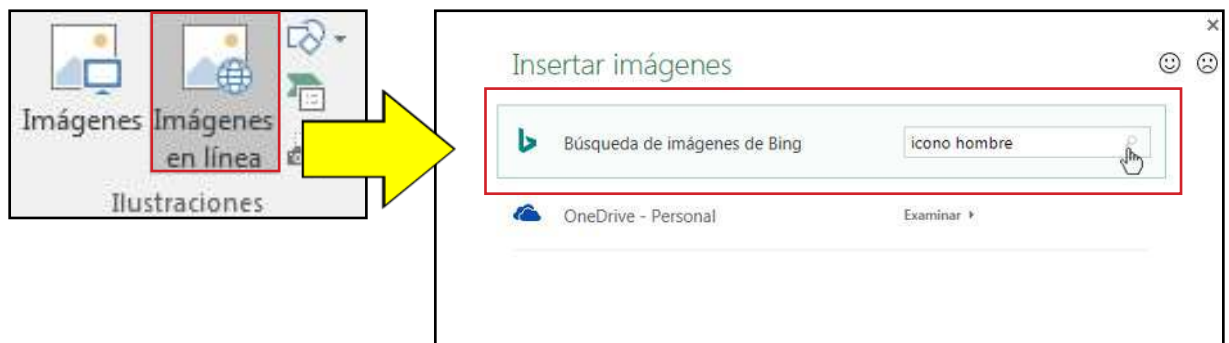 Imágenes
Imágenes
en línea
Ilustraciones
Insertar imágenes
Búsqueda de imágenes de Bing
icono hombre
OneDrive - Personal
Examinar